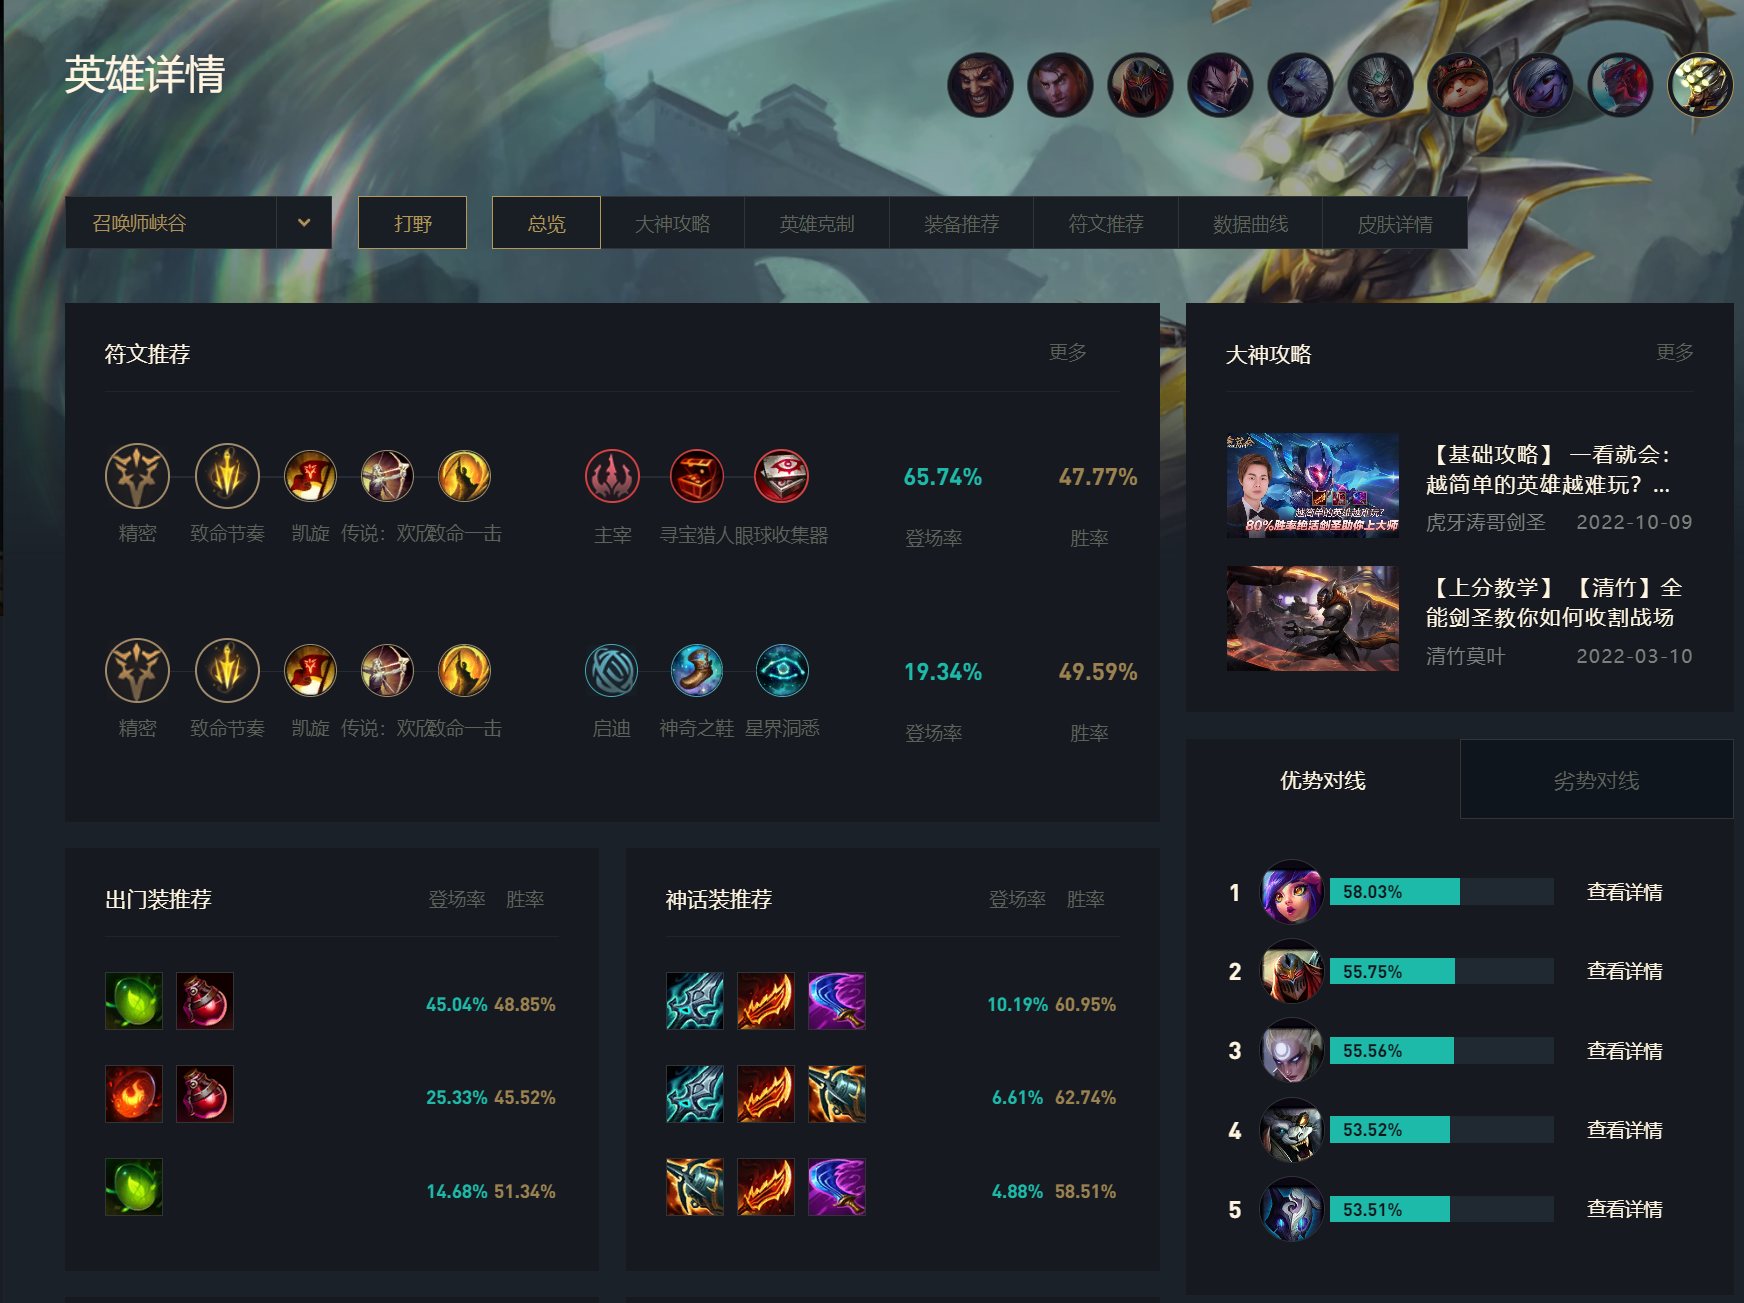 英雄详情
召唤师峡谷
打野
总览
大神攻略
英雄克制
装备推荐
符文推荐
数据曲线
皮肤详情
符文推荐
更多
精密
致命节奏
凯旋
传说：欢欣
致命一击
主宰
寻宝猎人
眼球收集器
65.74%
登场率
47.77%
胜率
精密
致命节奏
凯旋
传说：欢欣
致命一击
启迪
神奇之鞋
星界洞悉
19.34%
登场率
49.59%
胜率
大神攻略
更多
越简单的英雄越难玩?
80%胜率绝活剑圣助你上大师
【基础攻略】 一看就会：
越简单的英雄越难玩？...
虎牙涛哥剑圣 2022-10-09
【上分教学】 【清竹】全
能剑圣教你如何收割战场
清竹莫叶 2022-03-10
出门装推荐 登场率 胜率
45.04% 48.85%
25.33% 45.52%
14.68% 51.34%
神话装推荐 登场率 胜率
10.19% 60.95%
6.61% 62.74%
4.88% 58.51%
优势对线
劣势对线
1 58.03% 查看详情
2 55.75% 查看详情
3 55.56% 查看详情
4 53.52% 查看详情
5 53.51% 查看详情